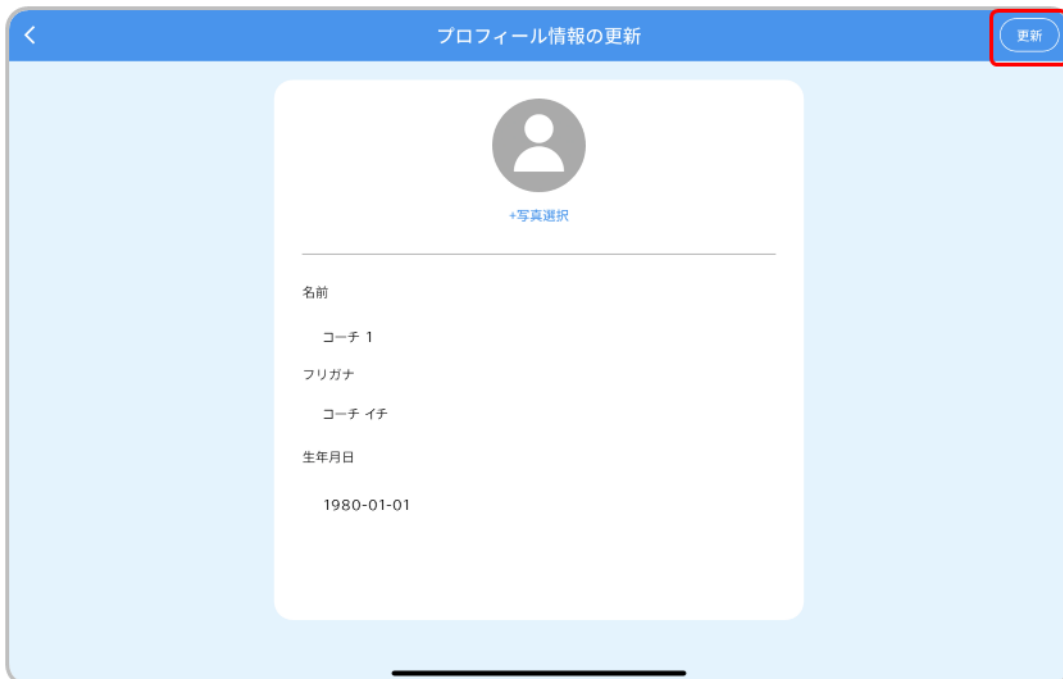 プロフィール情報の更新
更新
+写真選択
名前
コーチ 1
フリガナ
コーチ イチ
生年月日
1980-01-01